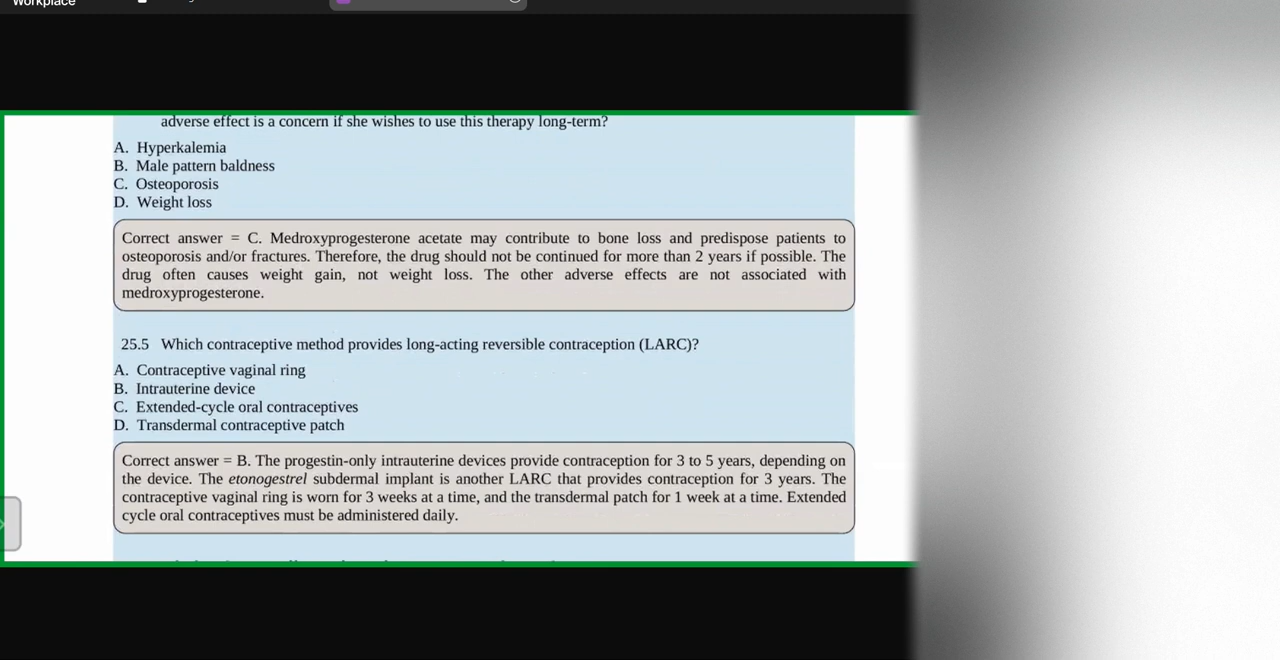 Workplace
adverse effect is a concern if she wishes to use this therapy long-term?
A. Hyperkalemia
B. Male pattern baldness
C. Osteoporosis
D. Weight loss
Correct answer = C. Medroxyprogesterone acetate may contribute to bone loss and predispose patients to
osteoporosis and/or fractures. Therefore, the drug should not be continued for more than 2 years if possible. The
drug often causes weight gain, not weight loss. The other adverse effects are not associated with
medroxyprogesterone.
25.5 Which contraceptive method provides long-acting reversible contraception (LARC)?
A. Contraceptive vaginal ring
B. Intrauterine device
C. Extended-cycle oral contraceptives
D. Transdermal contraceptive patch
Correct answer = B. The progestin-only intrauterine devices provide contraception for 3 to 5 years, depending on
the device. The etonogestrel subdermal implant is another LARC that provides contraception for 3 years. The
contraceptive vaginal ring is worn for 3 weeks at a time, and the transdermal patch for 1 week at a time. Extended
cycle oral contraceptives must be administered daily.